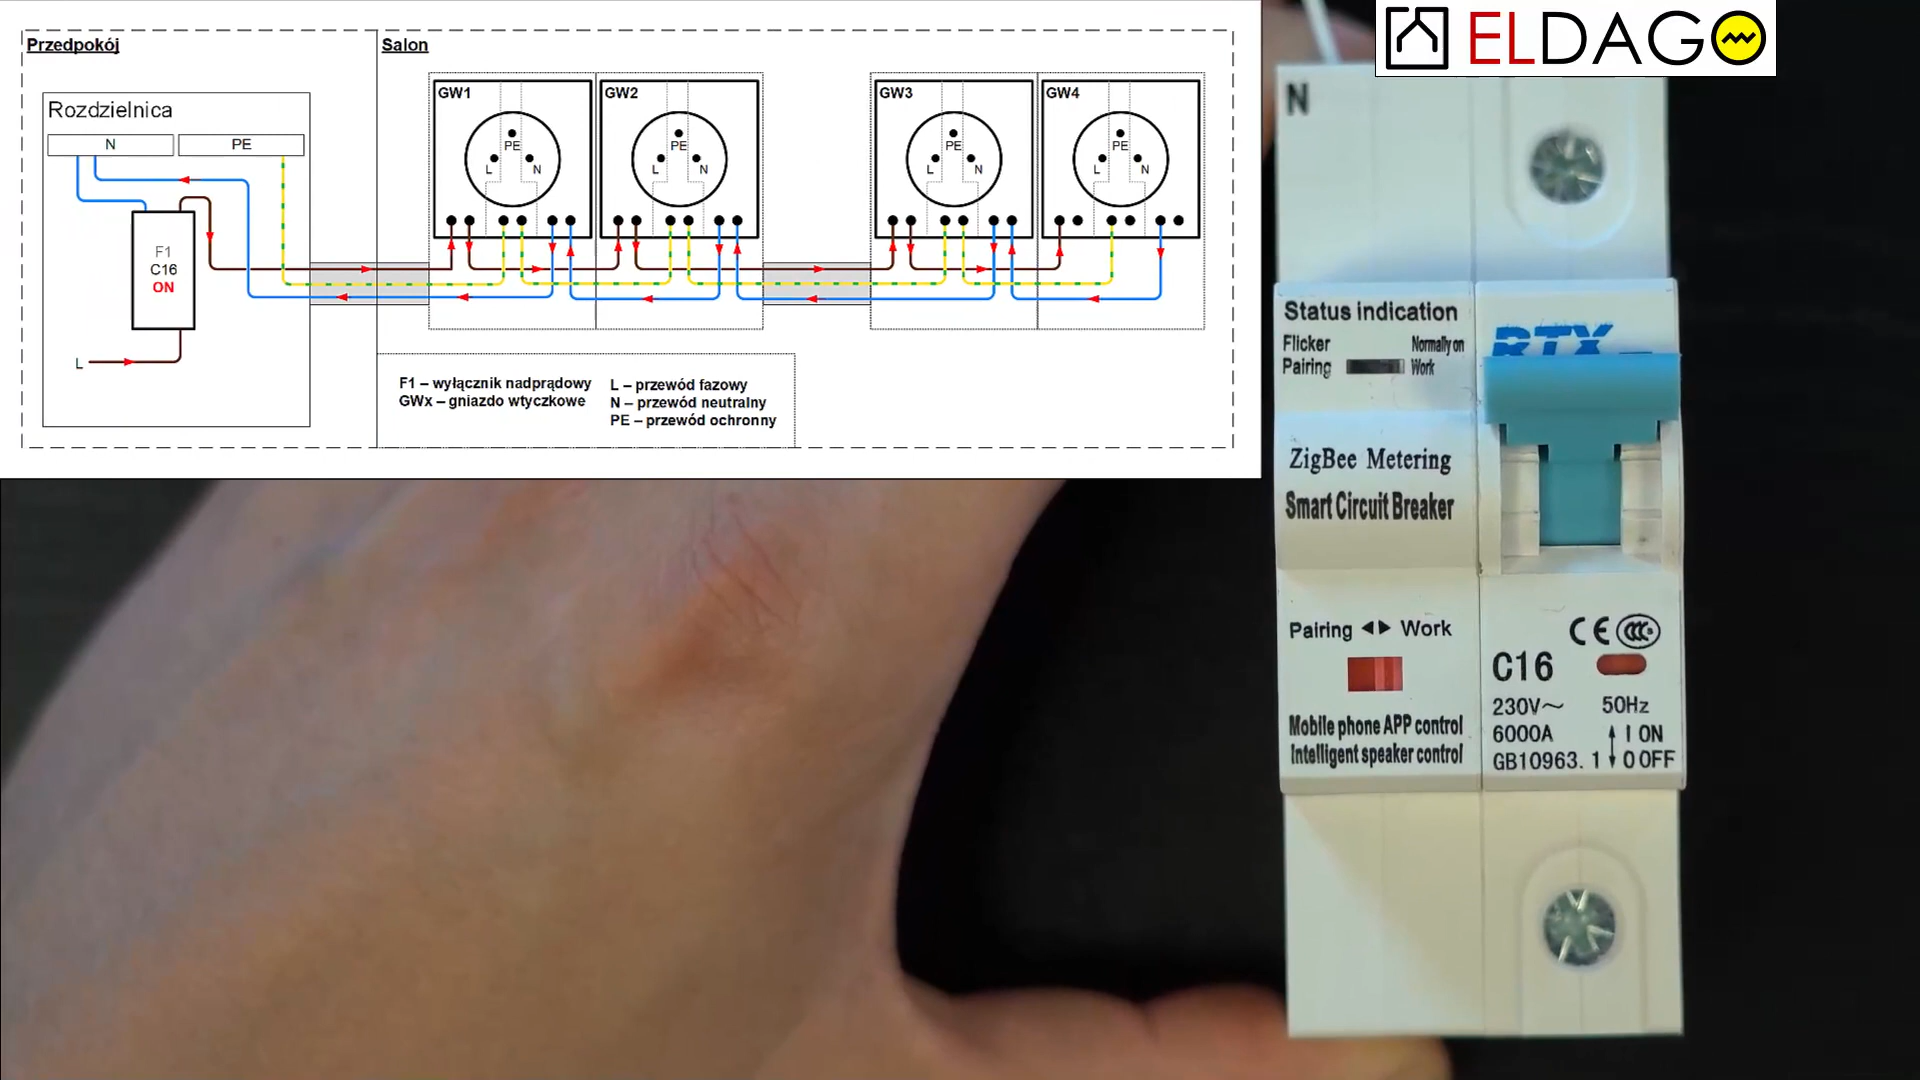 Przedpokój
Salon
Rozdzielnica
N
PE
F1
C16
ON
L
GW1
PE
L
N
GW2
PE
L
N
GW3
PE
L
N
GW4
PE
L
N
F1 – wyłącznik nadprądowy
GWx – gniazdo wtyczkowe
L – przewód fazowy
N – przewód neutralny
PE – przewód ochronny
ELDAGO
N
Status indication
Flicker
Pairing
Normally on
Work
RTX
ZigBee Metering
Smart Circuit Breaker
Pairing ◄► Work
Mobile phone APP control
Intelligent speaker control
CE CCC
C16
230V~ 50Hz
6000A I ON
GB10963.1 O OFF